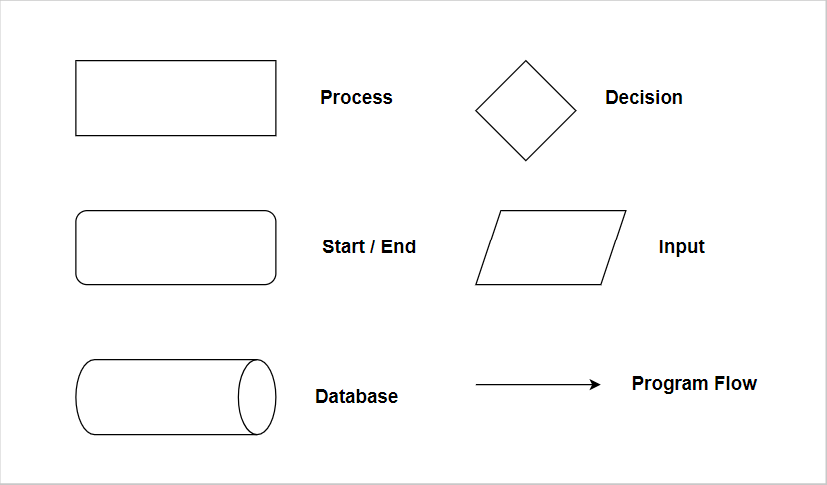 Process
Decision
Start / End
Input
Database
Program Flow